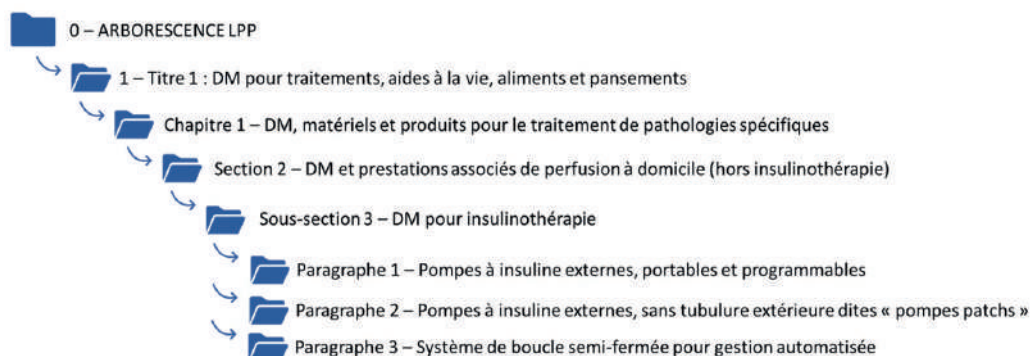 0 – ARBORESCENCE LPP
1 – Titre 1 : DM pour traitements, aides à la vie, aliments et pansements
Chapitre 1 – DM, matériels et produits pour le traitement de pathologies spécifiques
Section 2 – DM et prestations associés de perfusion à domicile (hors insulinothérapie)
Sous-section 3 – DM pour insulinothérapie
Paragraphe 1 – Pompes à insuline externes, portables et programmables
Paragraphe 2 – Pompes à insuline externes, sans tubulure extérieure dites « pompes patchs »
Paragraphe 3 – Système de boucle semi-fermée pour gestion automatisée